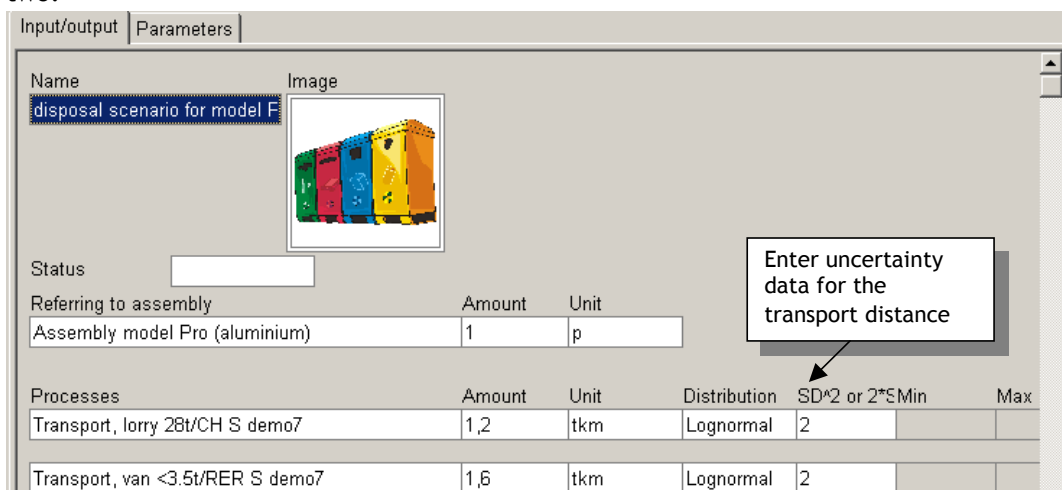 Input/output Parameters
Name Image
disposal scenario for model F
Status
Enter uncertainty
data for the
transport distance
Referring to assembly Amount Unit
Assembly model Pro (aluminium) 1 p
Processes Amount Unit Distribution SD^2 or 2*S Min Max
Transport, lorry 28t/CH S demo7 1,2 tkm Lognormal 2
Transport, van <3.5t/RER S demo7 1,6 tkm Lognormal 2